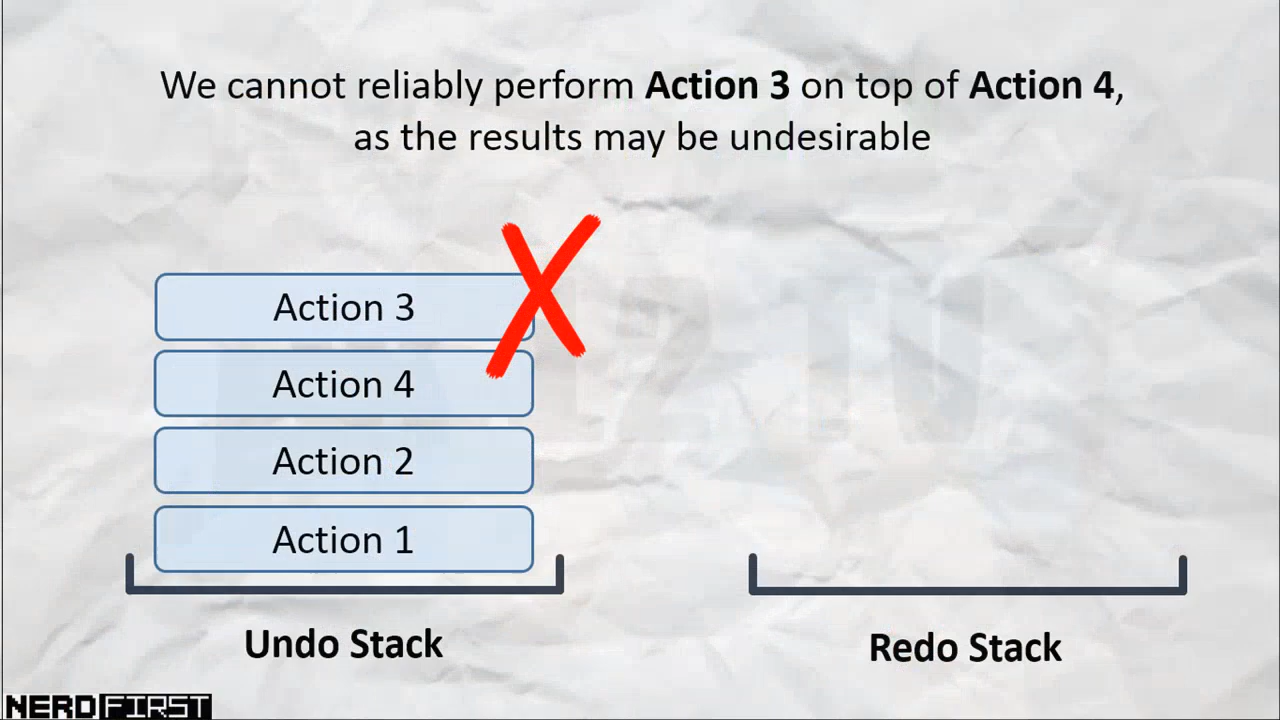 We cannot reliably perform Action 3 on top of Action 4,
as the results may be undesirable
Action 3
Action 4
Action 2
Action 1
Undo Stack
Redo Stack
NERDFIRST